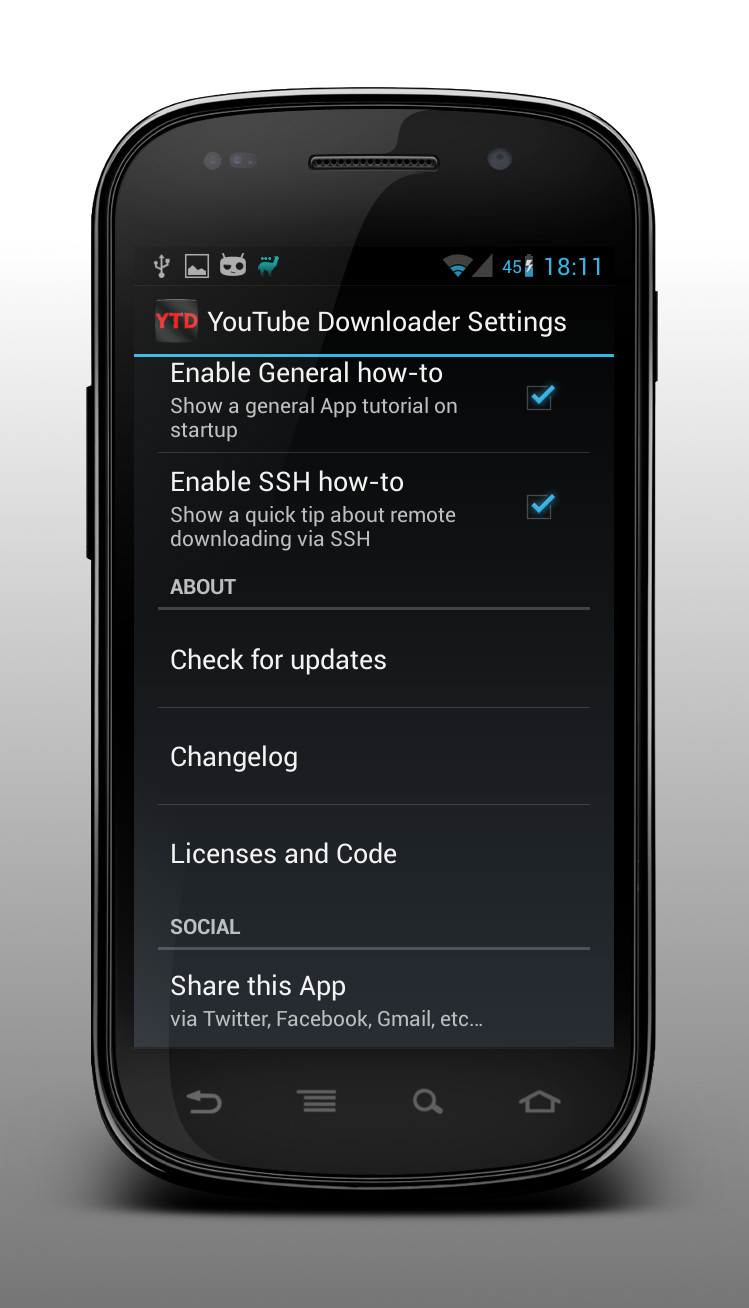 45 18:11
YTD YouTube Downloader Settings
Enable General how-to
Show a general App tutorial on
startup
Enable SSH how-to
Show a quick tip about remote
downloading via SSH
ABOUT
Check for updates
Changelog
Licenses and Code
SOCIAL
Share this App
via Twitter, Facebook, Gmail, etc...